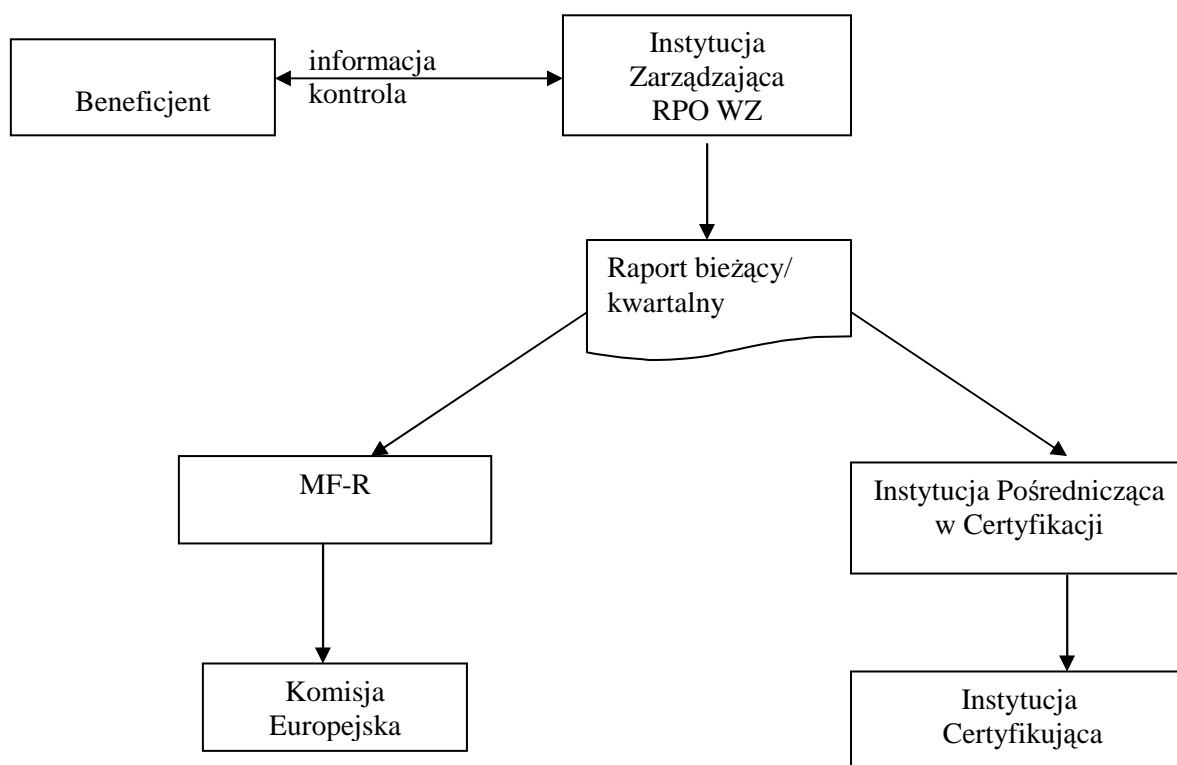 Beneficjent
informacja
kontrola
Instytucja
Zarządzająca
RPO WZ
Raport bieżący/
kwartalny
MF-R
Instytucja Pośrednicząca
w Certyfikacji
Komisja
Europejska
Instytucja
Certyfikująca